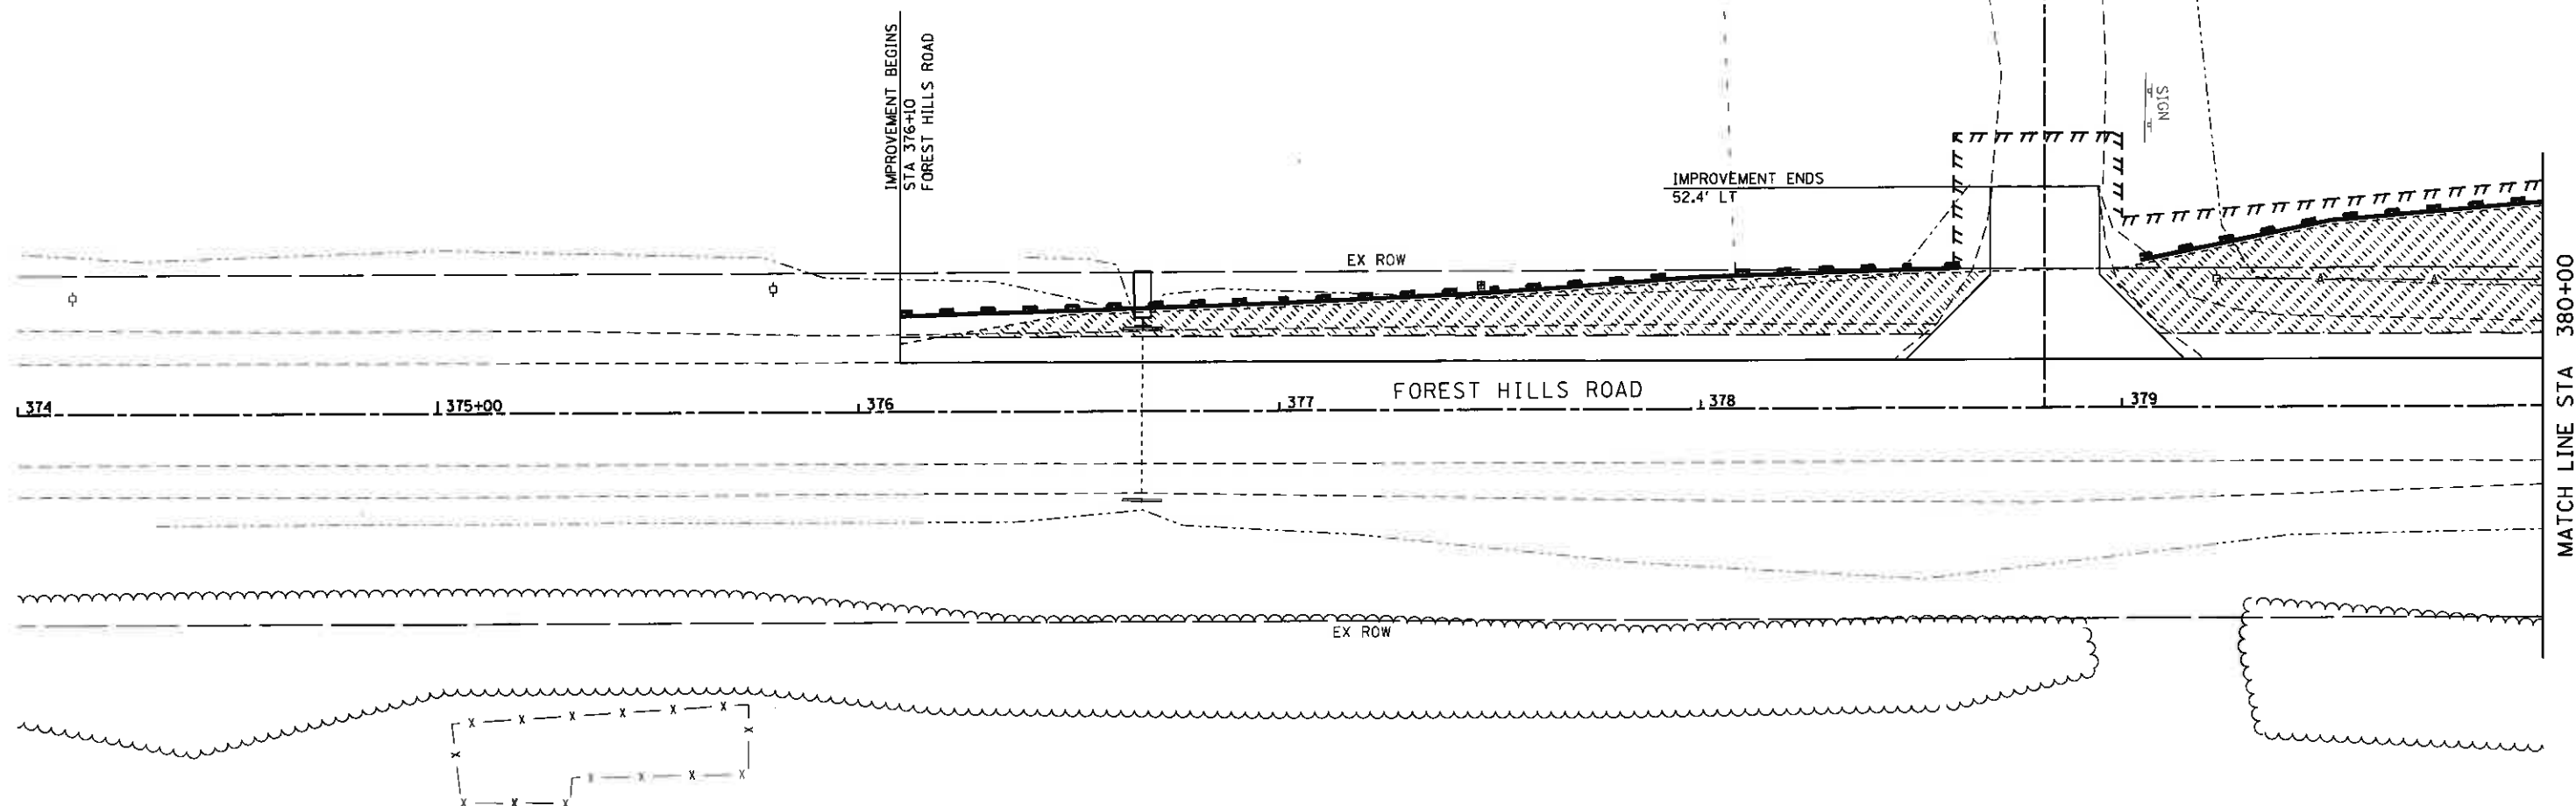 IMPROVEMENT BEGINS
STA 376+10
FOREST HILLS ROAD
SIGN
IMPROVEMENT ENDS
52.4' LT
EX ROW
FOREST HILLS ROAD
374
375+00
376
377
378
379
EX ROW
MATCH LINE STA 380+00